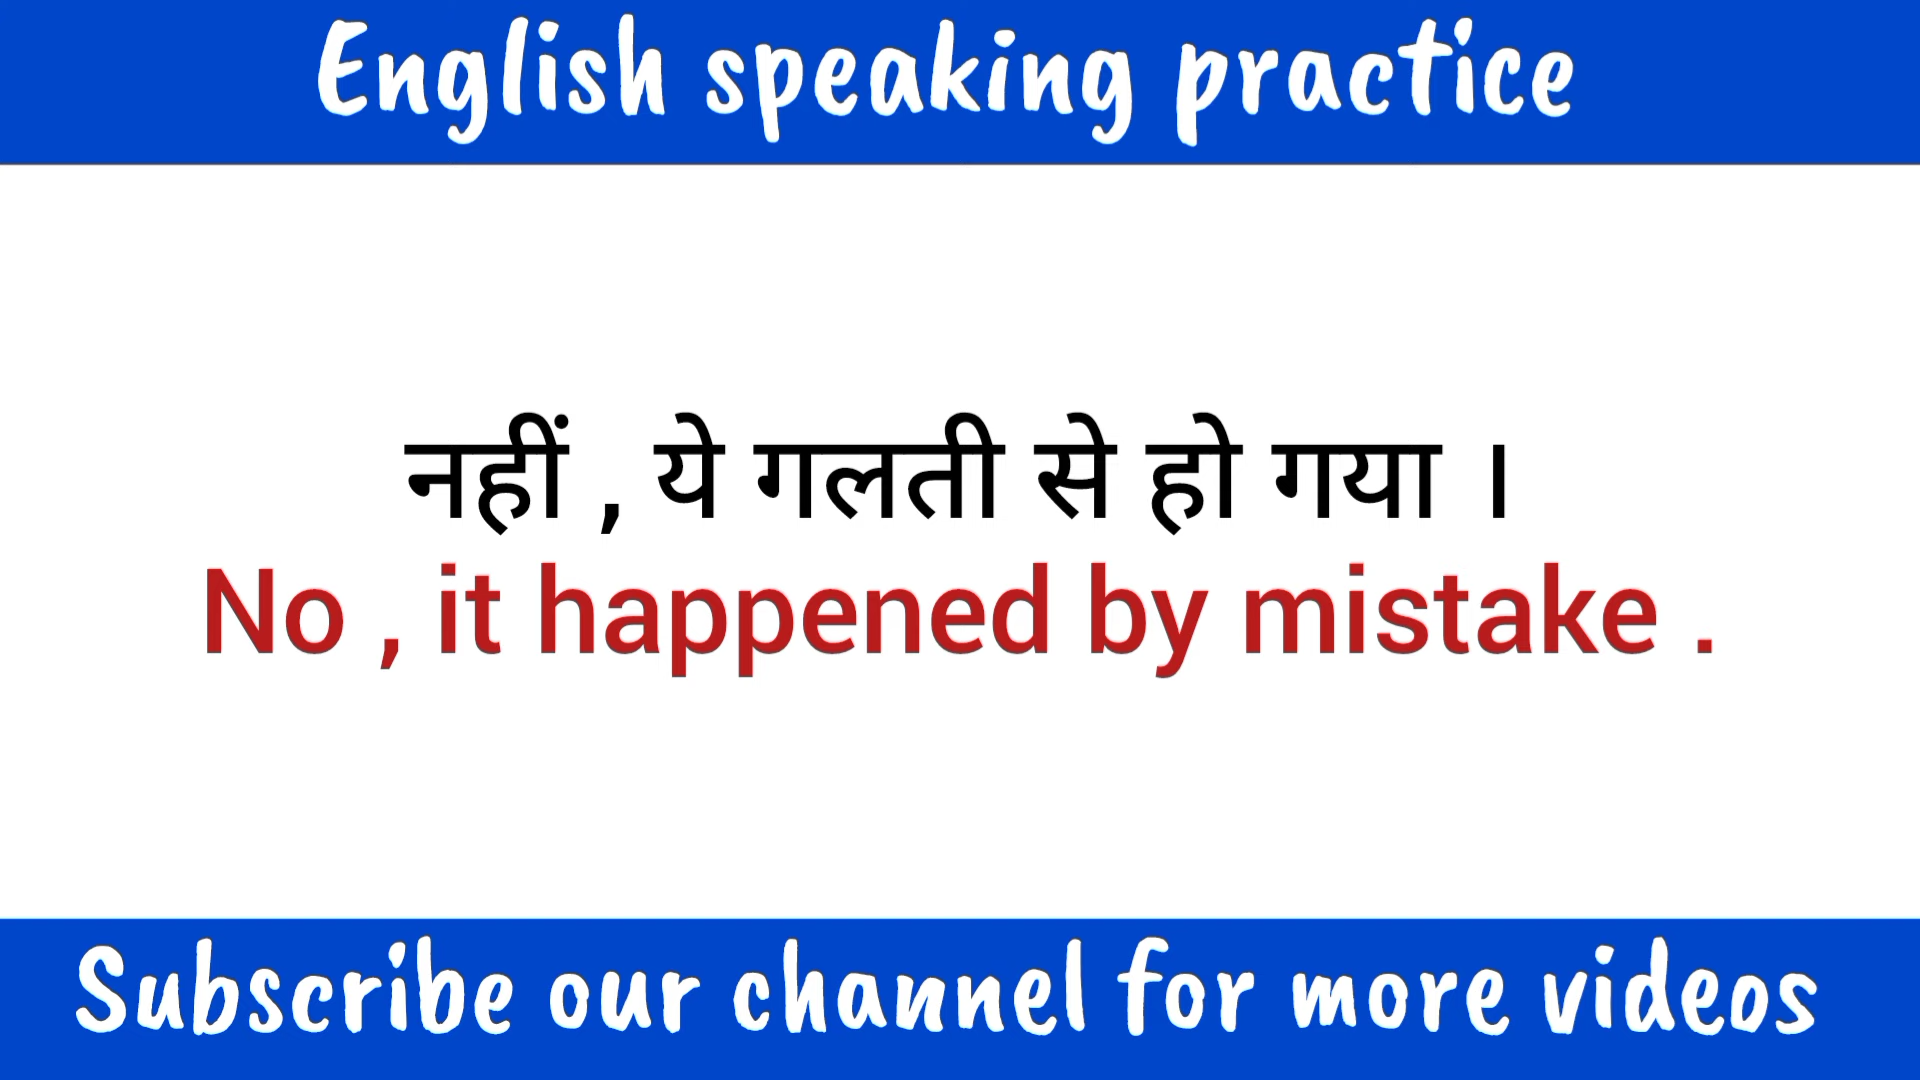 English speaking practice
नहीं , ये गलती से हो गया ।
No , it happened by mistake .
Subscribe our channel for more videos